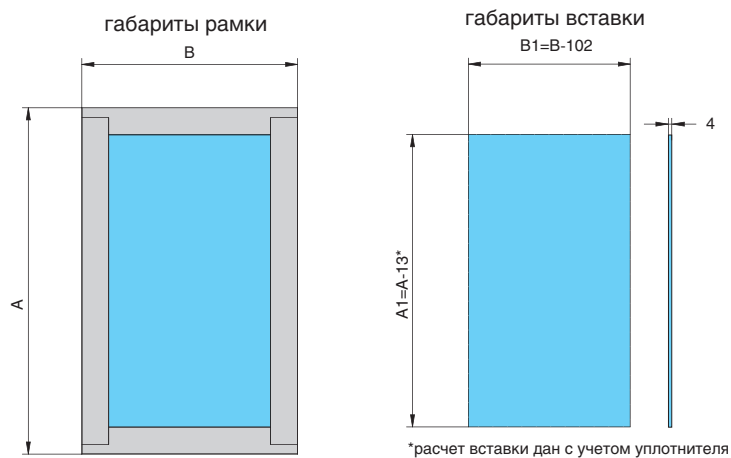 габариты рамки
B
A
габариты вставки
B1=B-102
4
A1=A-13*
*расчет вставки дан с учетом уплотнителя